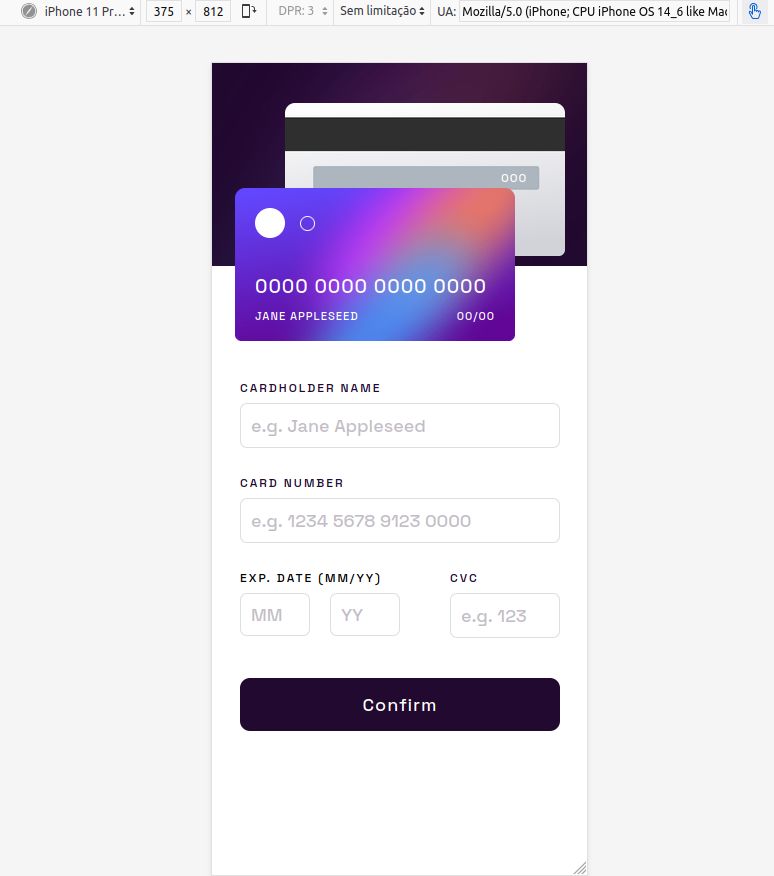 iPhone 11 Pr... 375 × 812 DPR: 3 Sem limitação UA: Mozilla/5.0 (iPhone; CPU iPhone OS 14_6 like Mac
000
0000 0000 0000 0000
JANE APPLESEED 00/00
CARDHOLDER NAME
e.g. Jane Appleseed
CARD NUMBER
e.g. 1234 5678 9123 0000
EXP. DATE (MM/YY) CVC
MM YY e.g. 123
Confirm